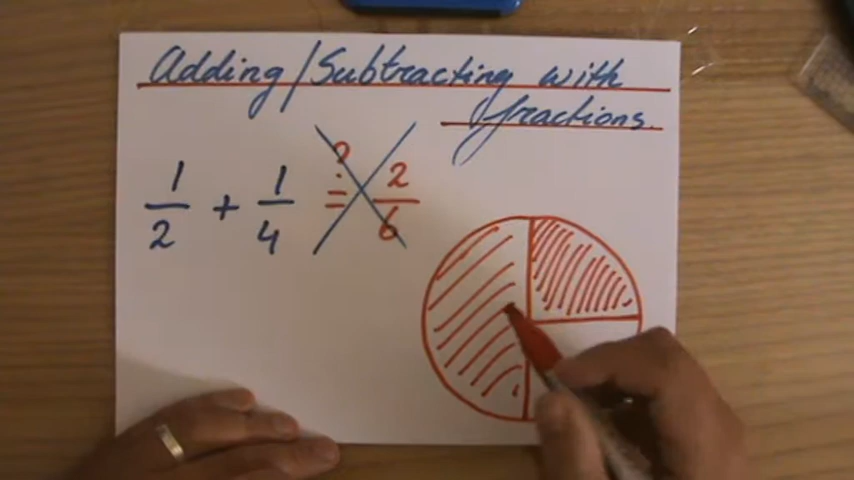 Adding/Subtracting with
fractions.
1/2 + 1/4 ?= 2/6